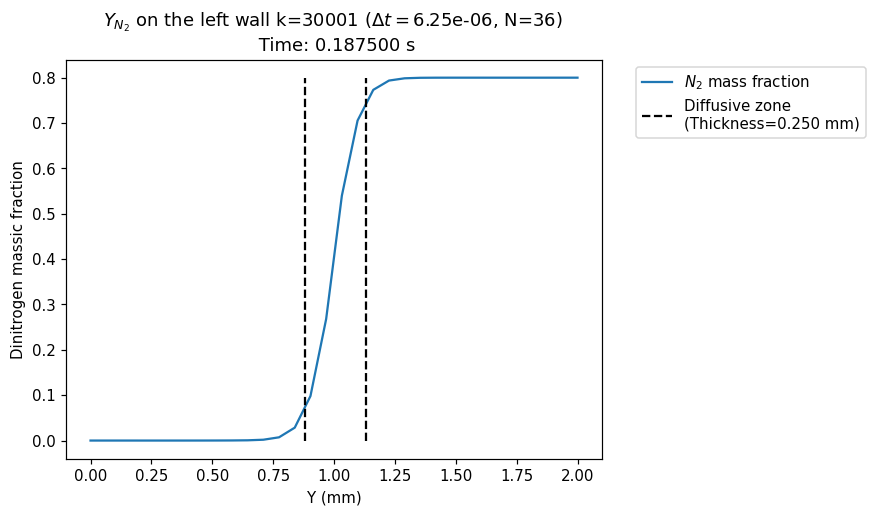 Y_{N_2} on the left wall k=30001 (Δt = 6.25e-06, N=36)
Time: 0.187500 s
N_2 mass fraction
Diffusive zone
(Thickness=0.250 mm)
Dinitrogen massic fraction
0.8
0.7
0.6
0.5
0.4
0.3
0.2
0.1
0.0
0.00 0.25 0.50 0.75 1.00 1.25 1.50 1.75 2.00
Y (mm)